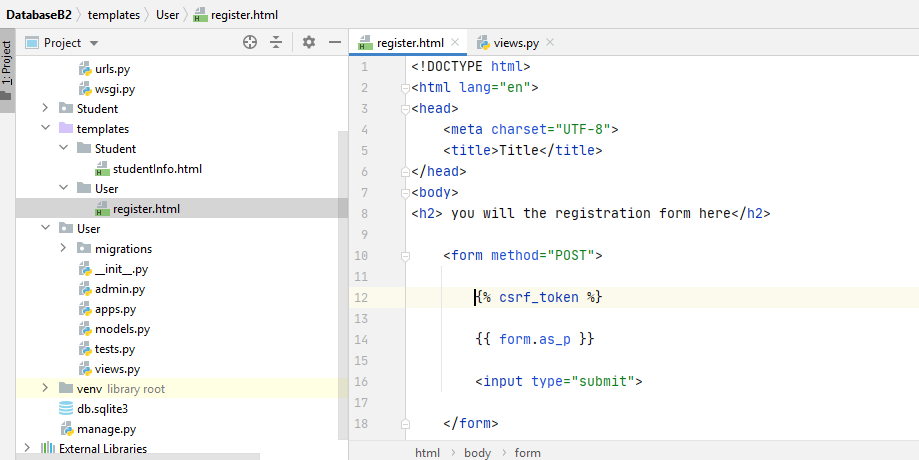 DatabaseB2 templates User register.html
1: Project
Project
urls.py
wsgi.py
Student
templates
Student
studentInfo.html
User
register.html
User
migrations
__init__.py
admin.py
apps.py
models.py
tests.py
views.py
venv library root
db.sqlite3
manage.py
External Libraries
register.html views.py
1 <!DOCTYPE html>
2 <html lang="en">
3 <head>
4 <meta charset="UTF-8">
5 <title>Title</title>
6 </head>
7 <body>
8 <h2> you will the registration form here</h2>
9
10 <form method="POST">
11
12 {% csrf_token %}
13
14 {{ form.as_p }}
15
16 <input type="submit">
17
18 </form>
html body form